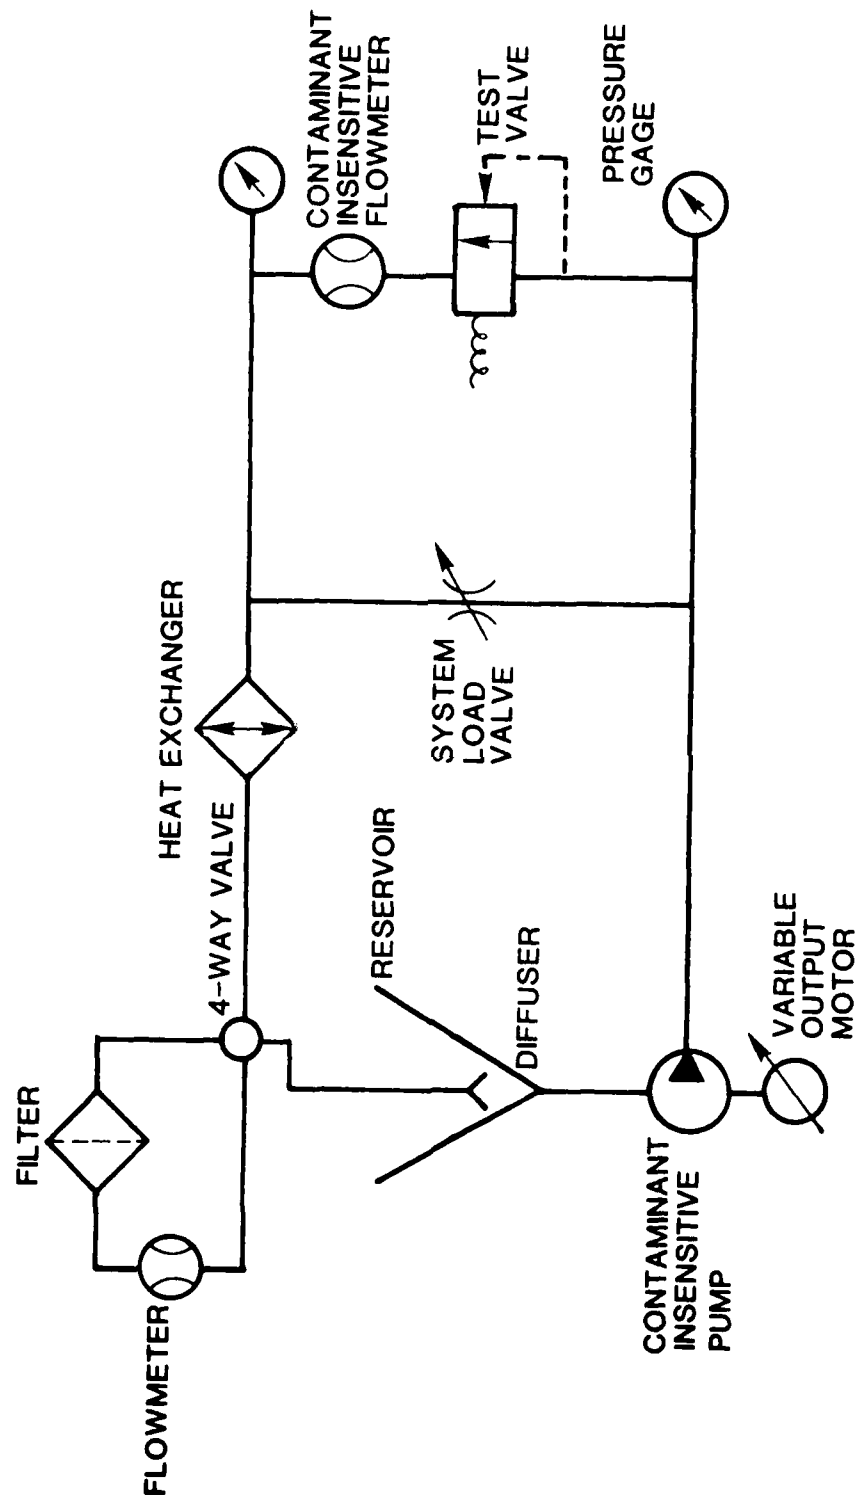 FLOWMETER
FILTER
4-WAY VALVE
HEAT EXCHANGER
CONTAMINANT
INSENSITIVE
FLOWMETER
RESERVOIR
DIFFUSER
SYSTEM
LOAD
VALVE
TEST
VALVE
CONTAMINANT
INSENSITIVE
PUMP
VARIABLE
OUTPUT
MOTOR
PRESSURE
GAGE